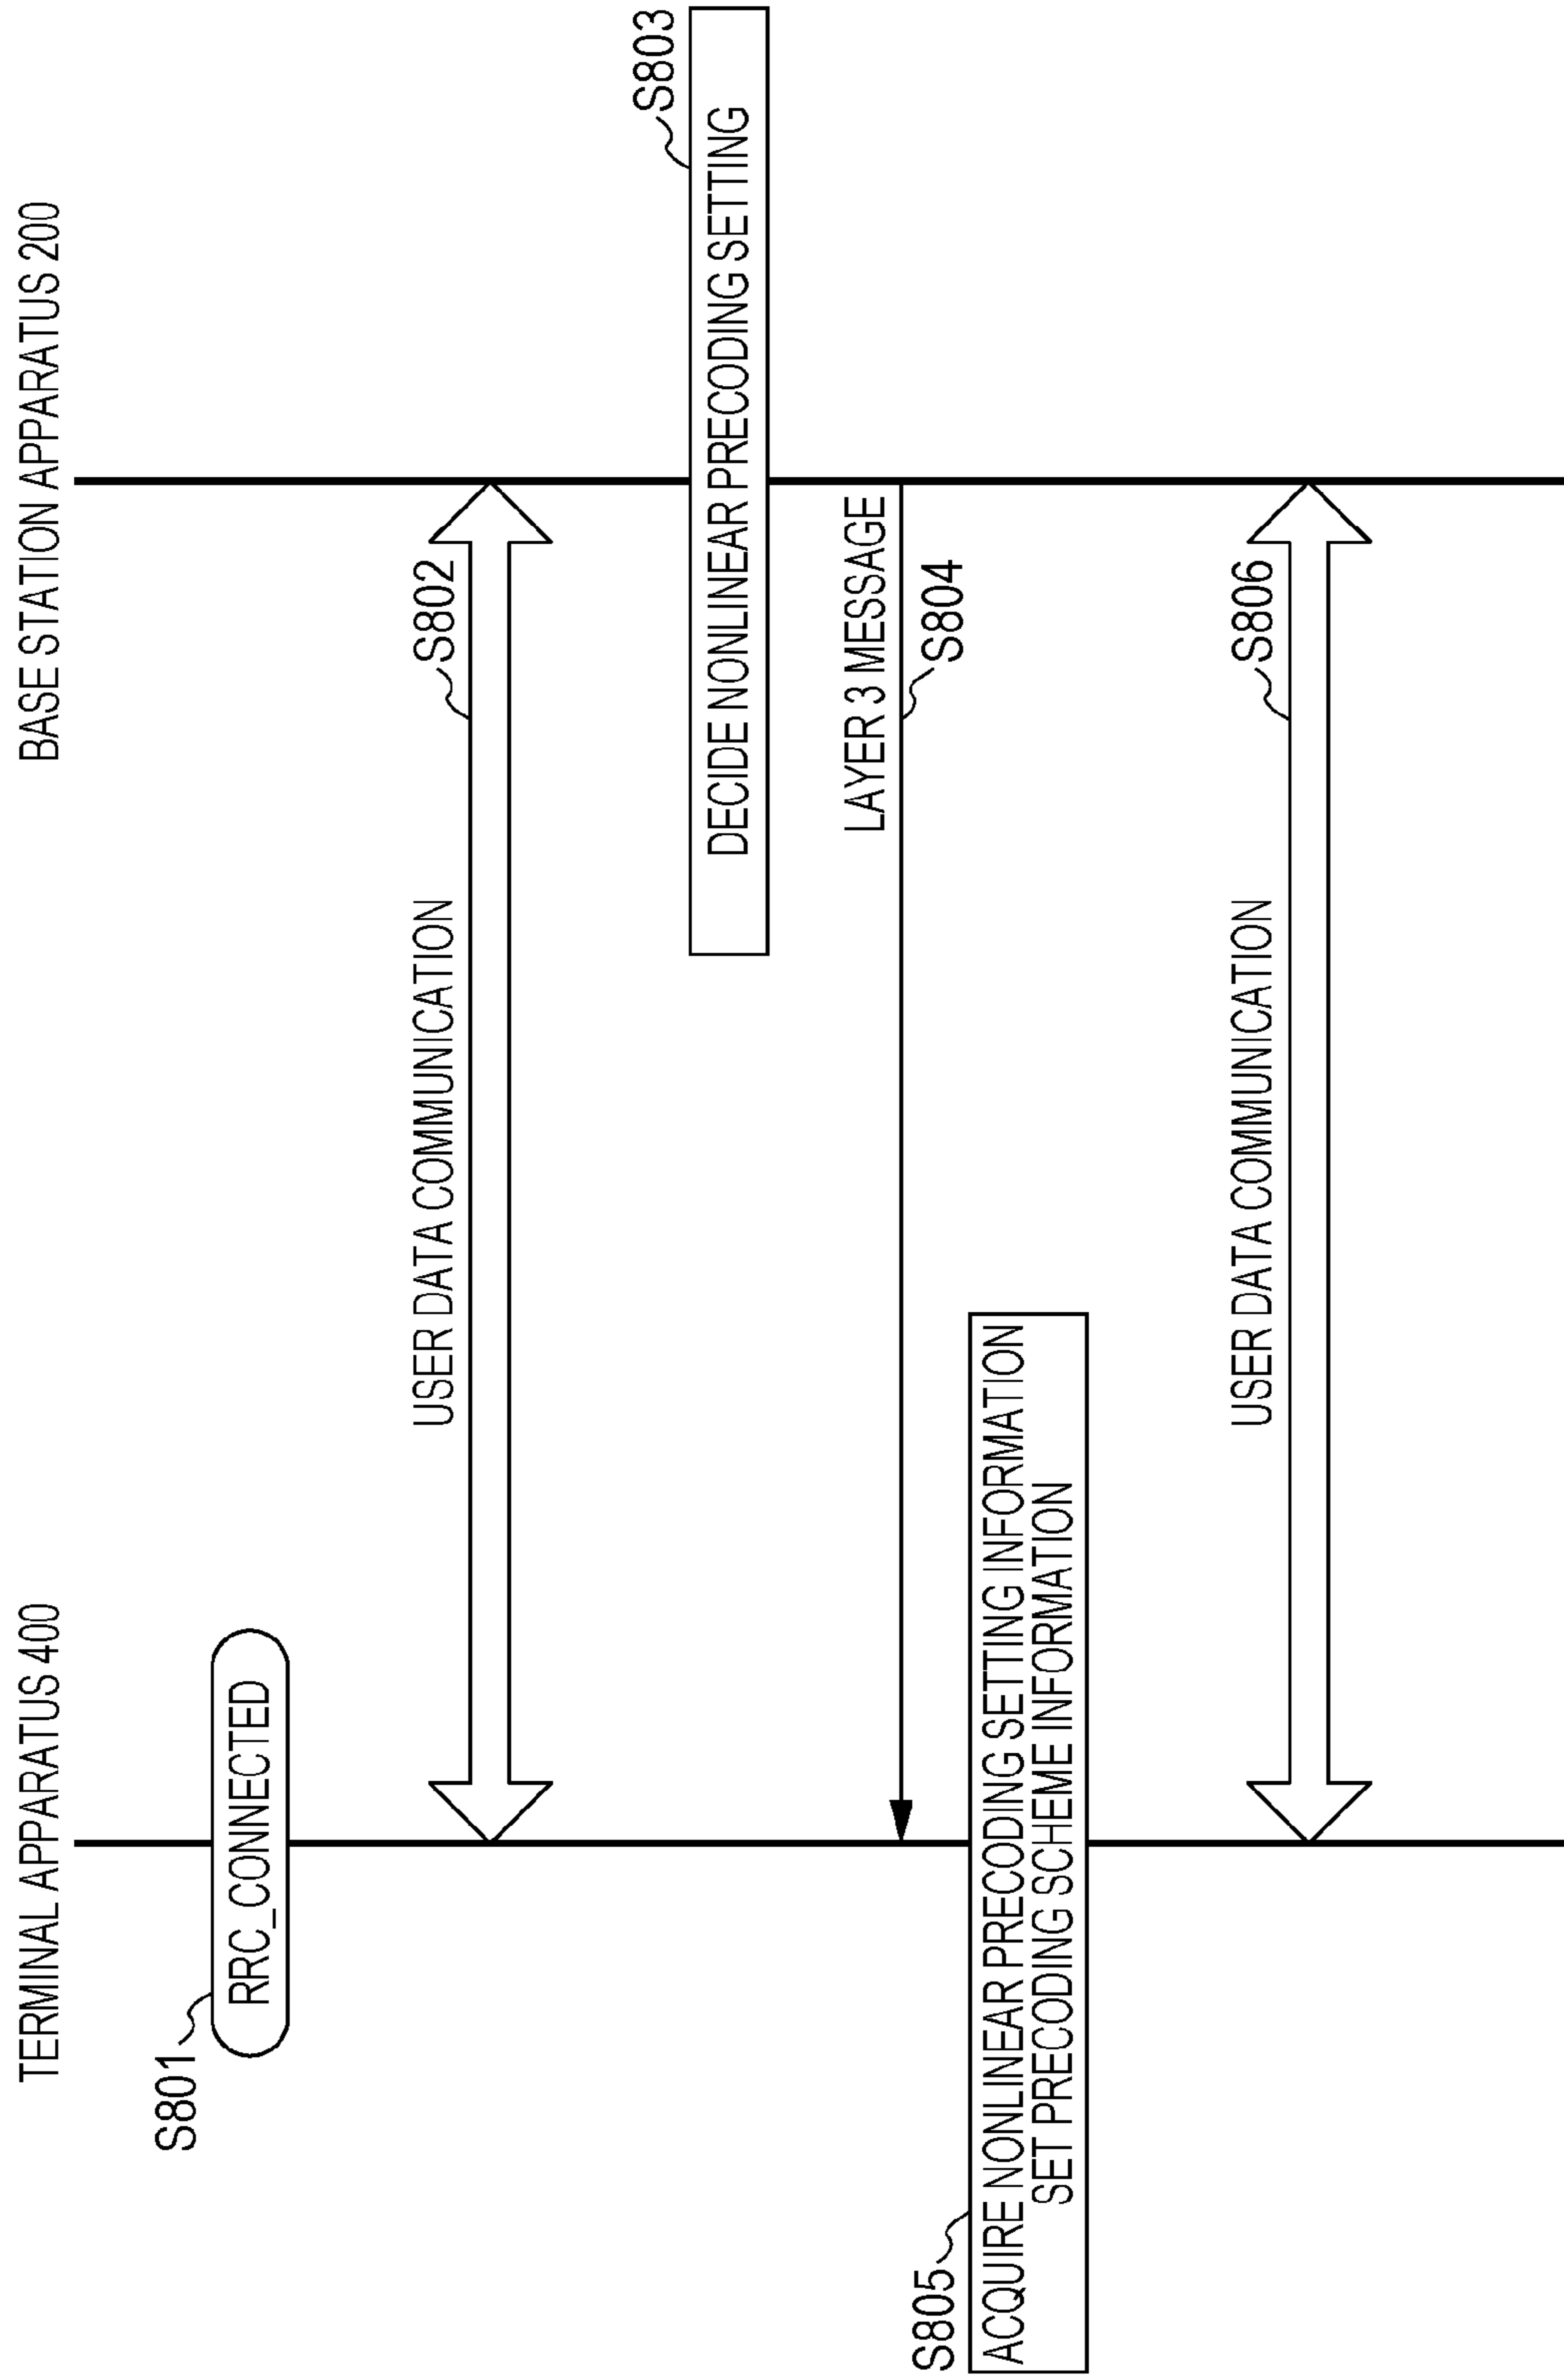 TERMINAL APPARATUS 400
BASE STATION APPARATUS 200
S801
RRC_CONNECTED
USER DATA COMMUNICATION
S802
S803
DECIDE NONLINEAR PRECODING SETTING
LAYER 3 MESSAGE
S804
S805
ACQUIRE NONLINEAR PRECODING SETTING INFORMATION
SET PRECODING SCHEME INFORMATION
USER DATA COMMUNICATION
S806